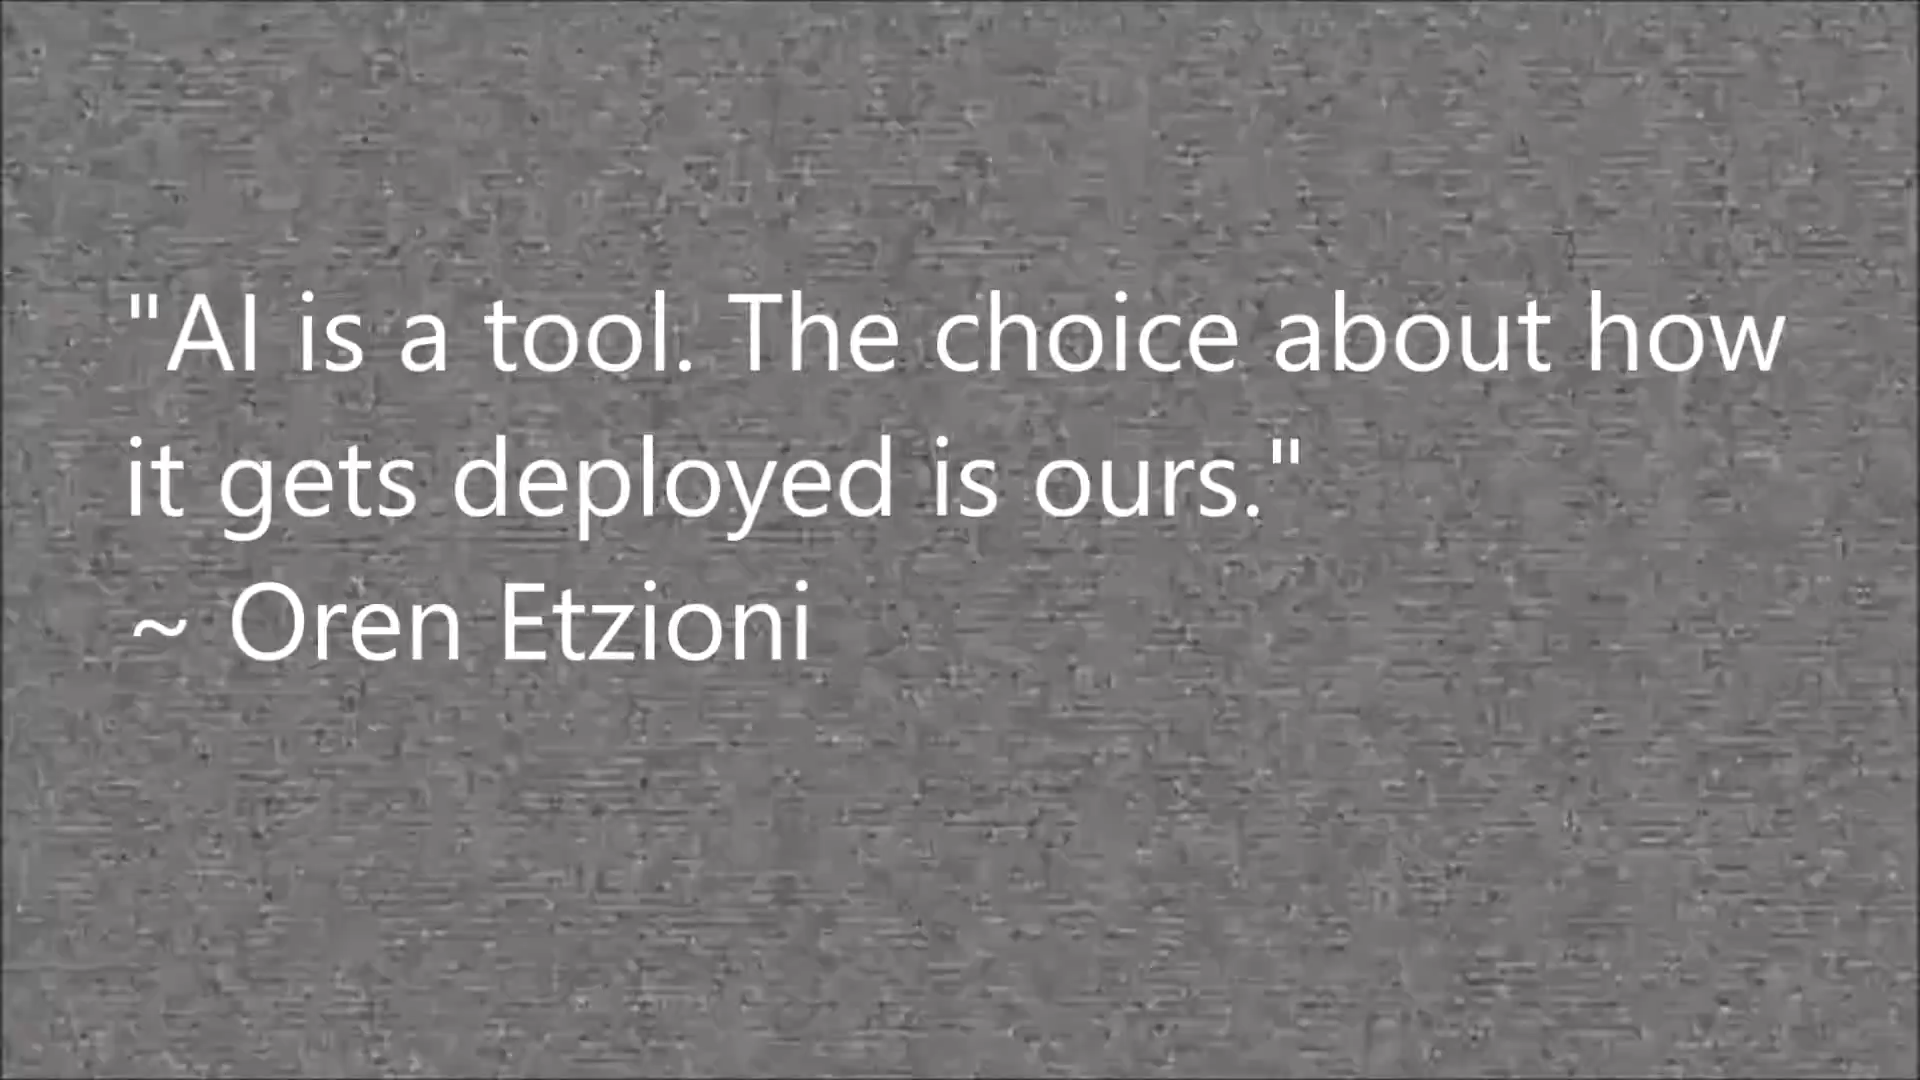 "AI is a tool. The choice about how
it gets deployed is ours."
~ Oren Etzioni